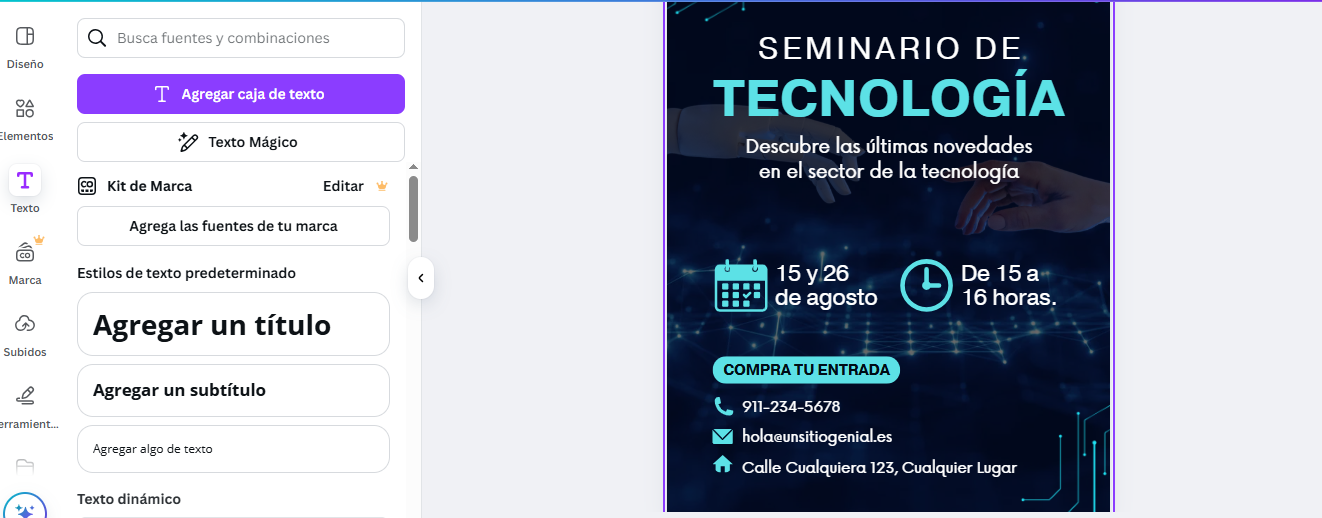 Diseño
Elementos
Texto
Marca
Subidos
Busca fuentes y combinaciones
Agregar caja de texto
Texto Mágico
Kit de Marca
Editar
Agrega las fuentes de tu marca
Estilos de texto predeterminado
Agregar un título
Agregar un subtítulo
Agregar algo de texto
Texto dinámico
SEMINARIO DE
TECNOLOGÍA
Descubre las últimas novedades
en el sector de la tecnología
15 y 26
de agosto
De 15 a
16 horas.
COMPRA TU ENTRADA
911-234-5678
hola@unsitiogenial.es
Calle Cualquiera 123, Cualquier Lugar